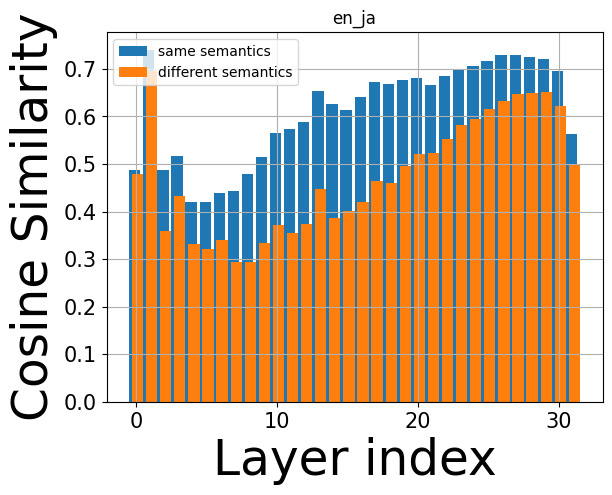 en_ja
same semantics
different semantics
Cosine Similarity
0.7
0.6
0.5
0.4
0.3
0.2
0.1
0.0
0
10
20
30
Layer index